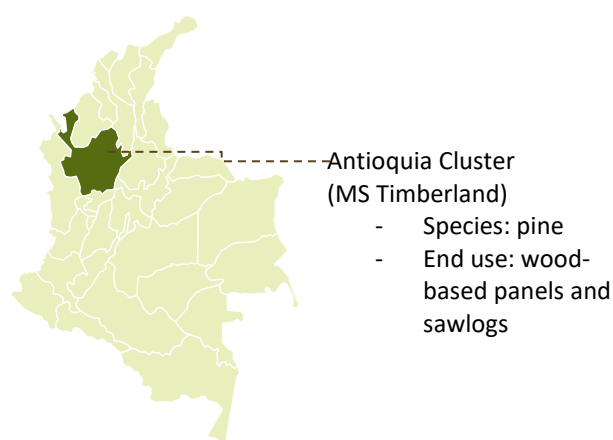 Antioquia Cluster
(MS Timberland)
- Species: pine
- End use: wood-
based panels and
sawlogs